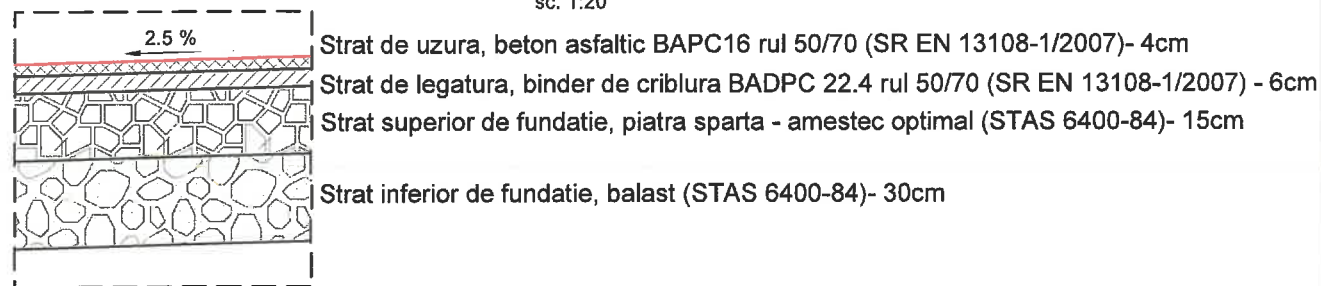 sc. 1:20
2.5 %
Strat de uzura, beton asfaltic BAPC16 rul 50/70 (SR EN 13108-1/2007)- 4cm
Strat de legatura, binder de criblura BADPC 22.4 rul 50/70 (SR EN 13108-1/2007) - 6cm
Strat superior de fundatie, piatra sparta - amestec optimal (STAS 6400-84)- 15cm
Strat inferior de fundatie, balast (STAS 6400-84)- 30cm